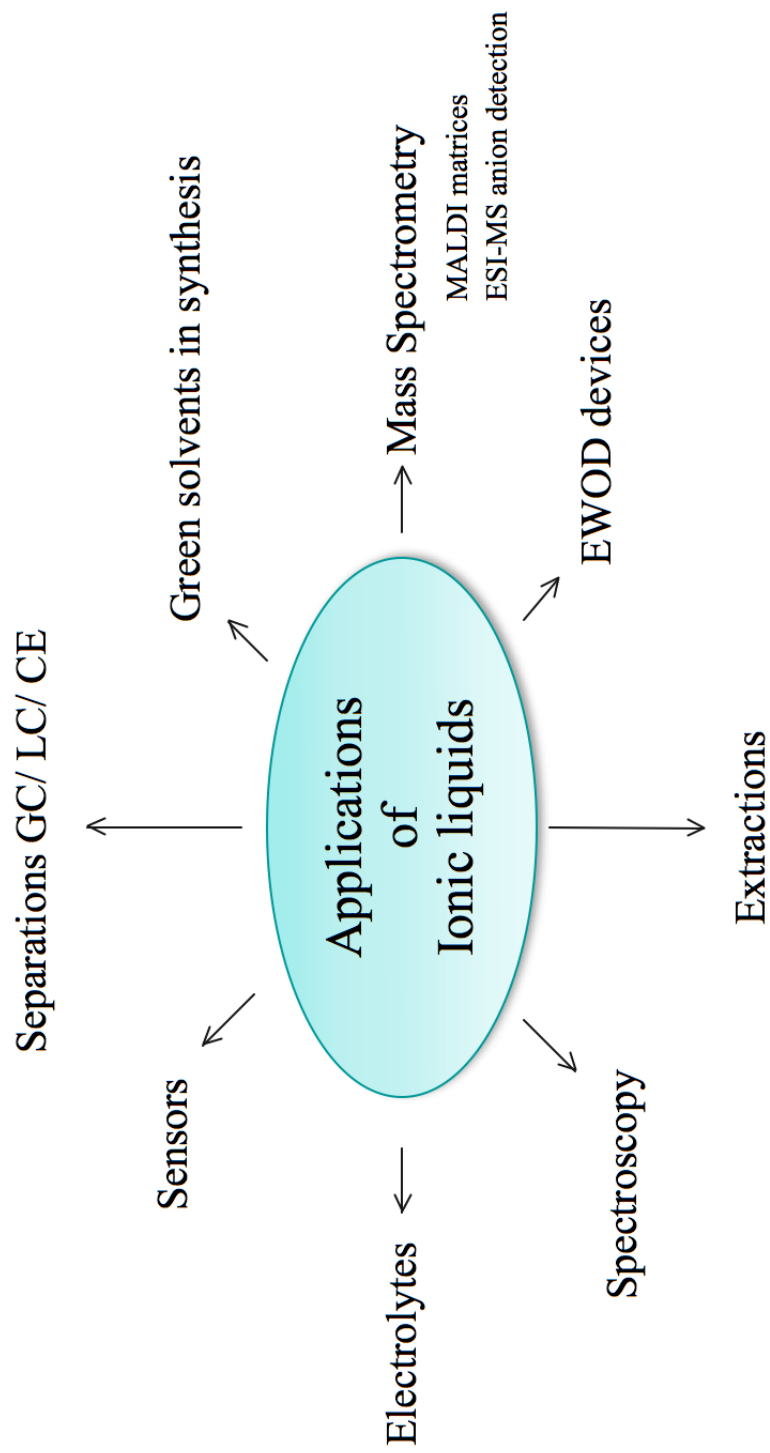 Separations GC/ LC/ CE
Green solvents in synthesis
Sensors
Applications
of
Ionic liquids
Electrolytes
Mass Spectrometry
MALDI matrices
ESI-MS anion detection
Spectroscopy
EWOD devices
Extractions